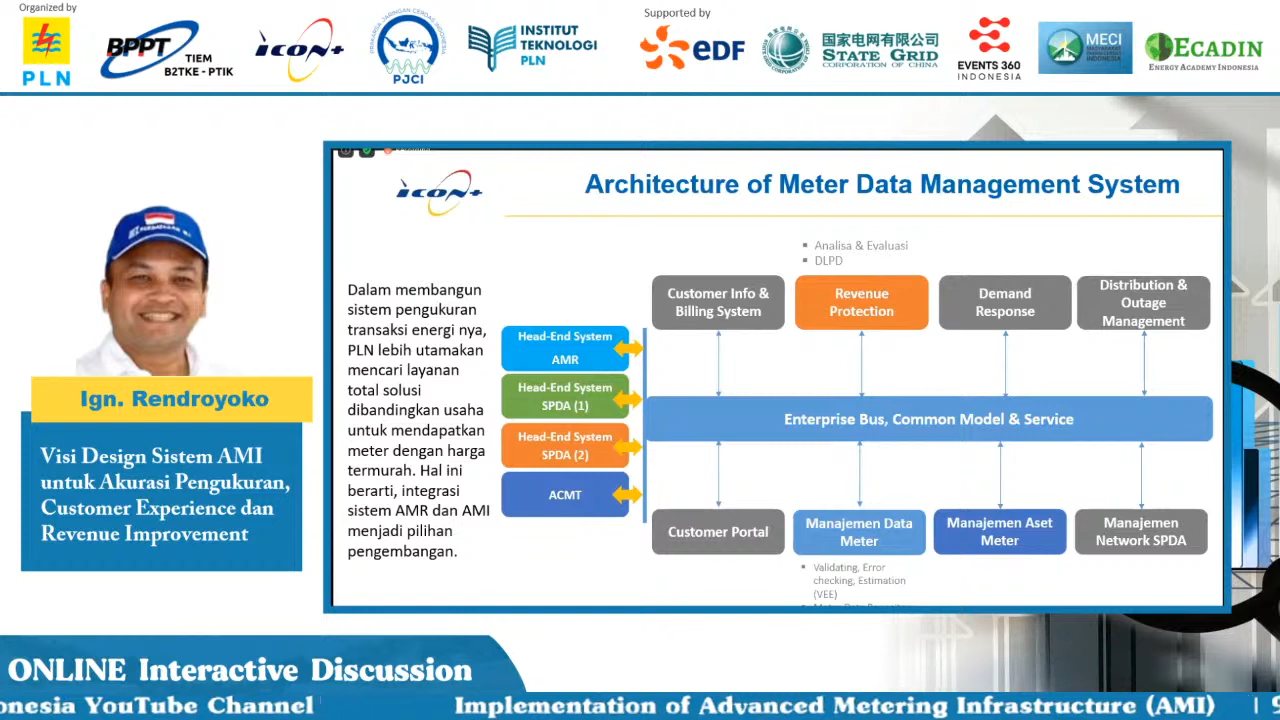 Organized by
PLN
BPPT
TIEM
B2TKE - PTIK
icon+
PRAKARSA JARINGAN CERDAS INDONESIA
PJCI
INSTITUT
TEKNOLOGI
PLN
Supported by
eDF
国家电网有限公司
STATE GRID
CORPORATION OF CHINA
EVENTS 360
INDONESIA
MECI
ECADIN
ENERGY ACADEMY INDONESIA
icon+
Architecture of Meter Data Management System
Dalam membangun
sistem pengukuran
transaksi energi nya,
PLN lebih utamakan
mencari layanan
total solusi
dibandingkan usaha
untuk mendapatkan
meter dengan harga
termurah. Hal ini
berarti, integrasi
sistem AMR dan AMI
menjadi pilihan
pengembangan.
Head-End System
AMR
Head-End System
SPDA (1)
Head-End System
SPDA (2)
ACMT
▪ Analisa & Evaluasi
▪ DLPD
Customer Info &
Billing System
Revenue
Protection
Demand
Response
Distribution &
Outage
Management
Enterprise Bus, Common Model & Service
Customer Portal
Manajemen Data
Meter
Manajemen Aset
Meter
Manajemen
Network SPDA
▪ Validating, Error
checking, Estimation
(VEE)
Ign. Rendroyoko
Visi Design Sistem AMI
untuk Akurasi Pengukuran,
Customer Experience dan
Revenue Improvement
ONLINE Interactive Discussion
onesia YouTube Channel
Implementation of Advanced Metering Infrastructure (AMI) | 9